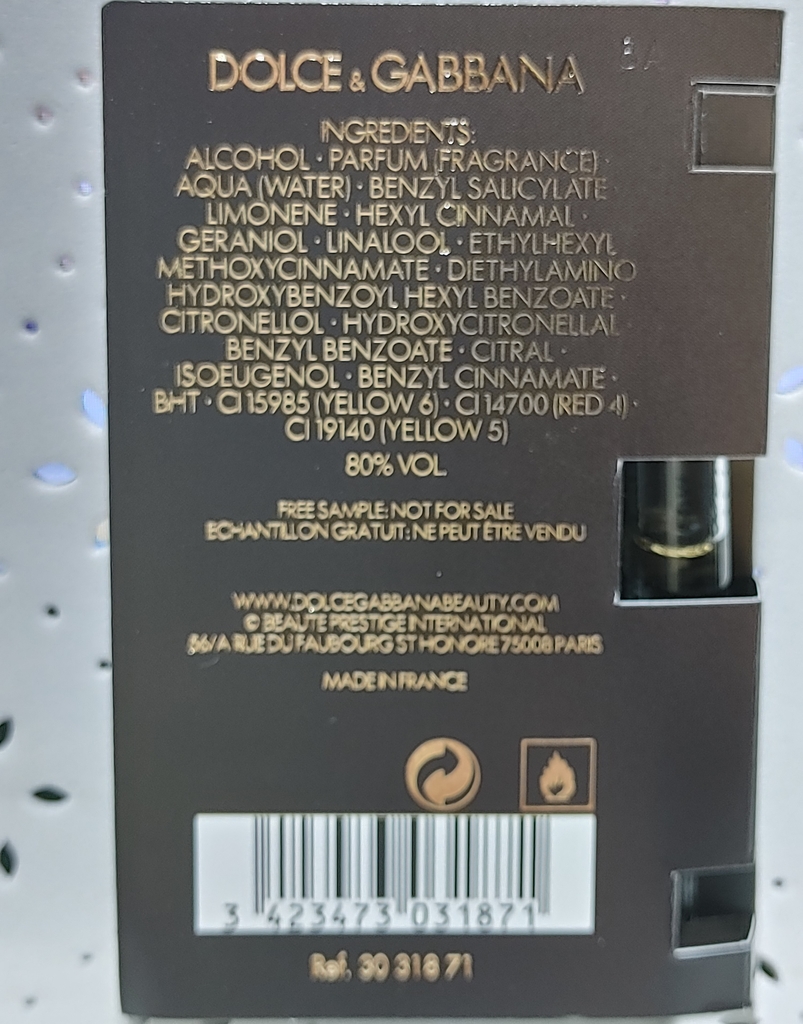 DOLCE & GABBANA
INGREDIENTS:
ALCOHOL · PARFUM (FRAGRANCE) ·
AQUA (WATER) · BENZYL SALICYLATE
LIMONENE · HEXYL CINNAMAL ·
GERANIOL · LINALOOL · ETHYLHEXYL
METHOXYCINNAMATE · DIETHYLAMINO
HYDROXYBENZOYL HEXYL BENZOATE ·
CITRONELLOL · HYDROXYCITRONELLAL
BENZYL BENZOATE · CITRAL ·
ISOEUGENOL · BENZYL CINNAMATE ·
BHT · CI 15985 (YELLOW 6) · CI 14700 (RED 4) ·
CI 19140 (YELLOW 5)
80% VOL.
FREE SAMPLE: NOT FOR SALE
ECHANTILLON GRATUIT: NE PEUT ÊTRE VENDU
WWW.DOLCEGABBANABEAUTY.COM
© BEAUTE PRESTIGE INTERNATIONAL
56/A RUE DU FAUBOURG ST HONORE 75008 PARIS
MADE IN FRANCE
3 423473 031871
Ref. 30 318 71